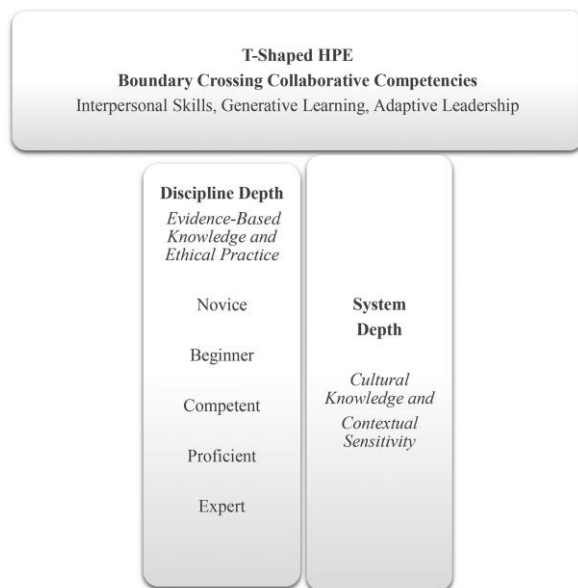 T-Shaped HPE
Boundary Crossing Collaborative Competencies
Interpersonal Skills, Generative Learning, Adaptive Leadership
Discipline Depth
Evidence-Based
Knowledge and
Ethical Practice
Novice
Beginner
Competent
Proficient
Expert
System
Depth
Cultural
Knowledge and
Contextual
Sensitivity